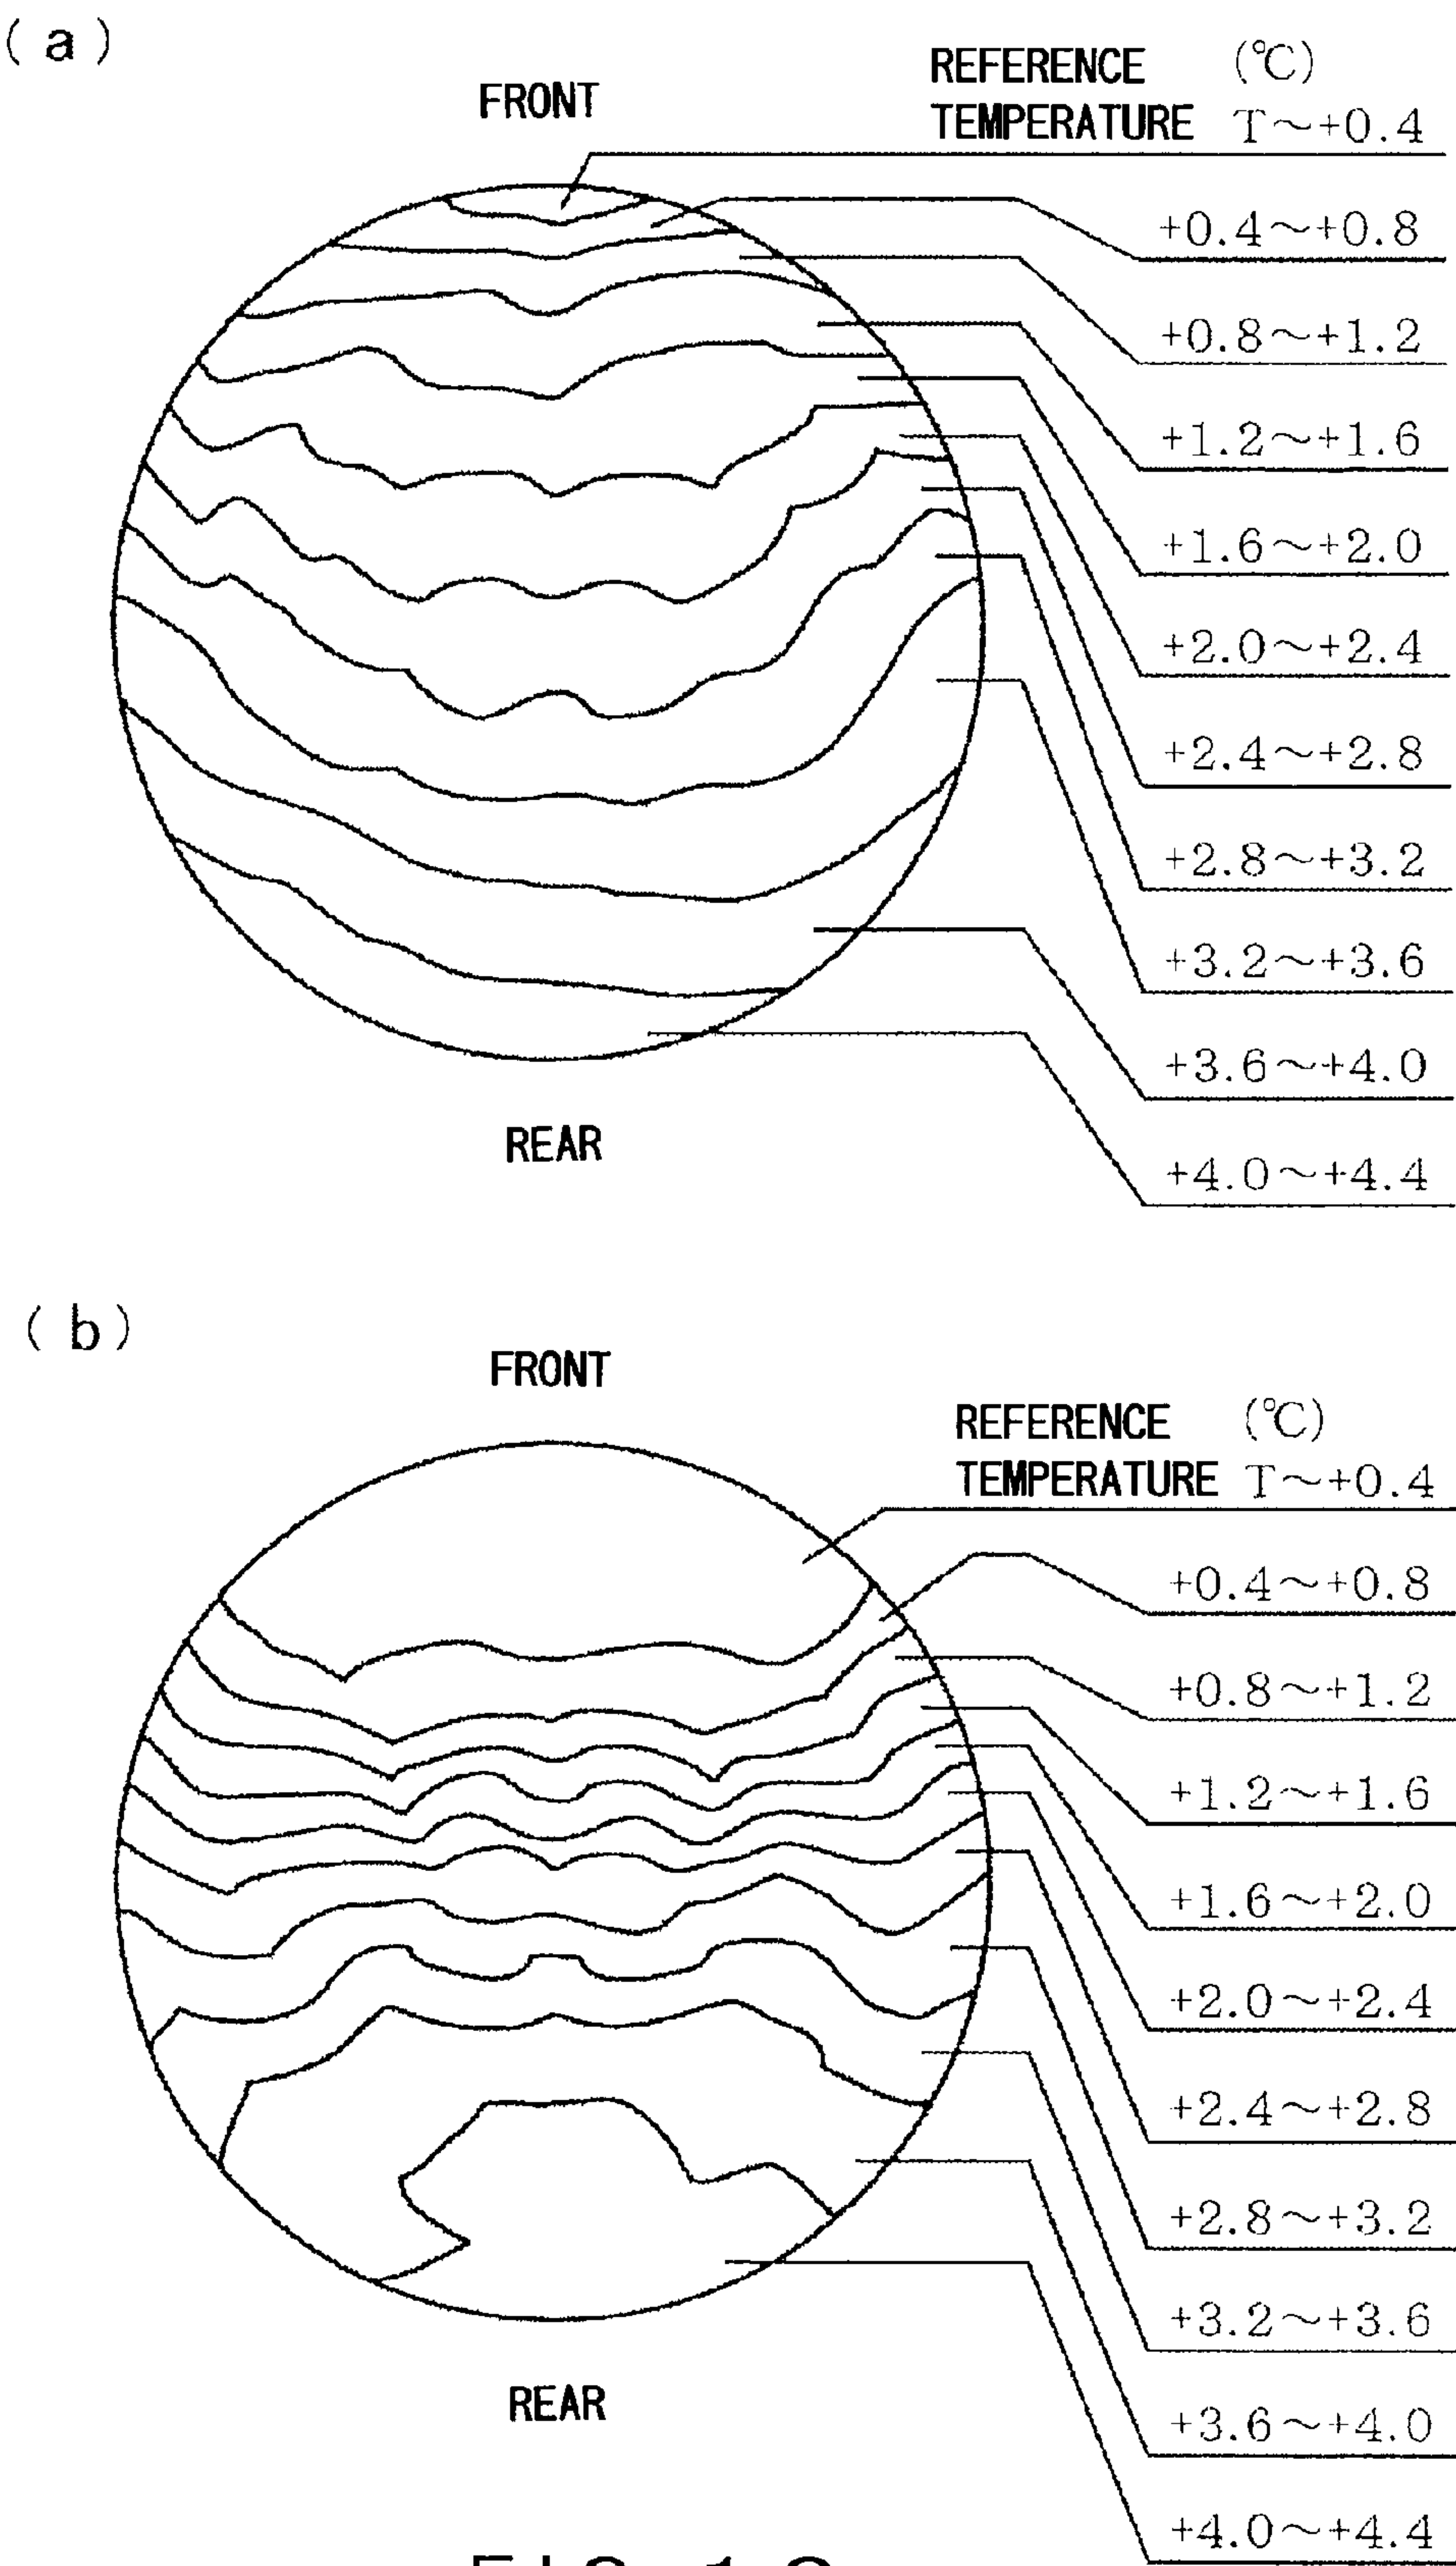 (a)
FRONT
REFERENCE (℃)
TEMPERATURE T～+0.4
+0.4～+0.8
+0.8～+1.2
+1.2～+1.6
+1.6～+2.0
+2.0～+2.4
+2.4～+2.8
+2.8～+3.2
+3.2～+3.6
+3.6～+4.0
+4.0～+4.4
REAR
(b)
FRONT
REFERENCE (℃)
TEMPERATURE T～+0.4
+0.4～+0.8
+0.8～+1.2
+1.2～+1.6
+1.6～+2.0
+2.0～+2.4
+2.4～+2.8
+2.8～+3.2
+3.2～+3.6
+3.6～+4.0
+4.0～+4.4
REAR